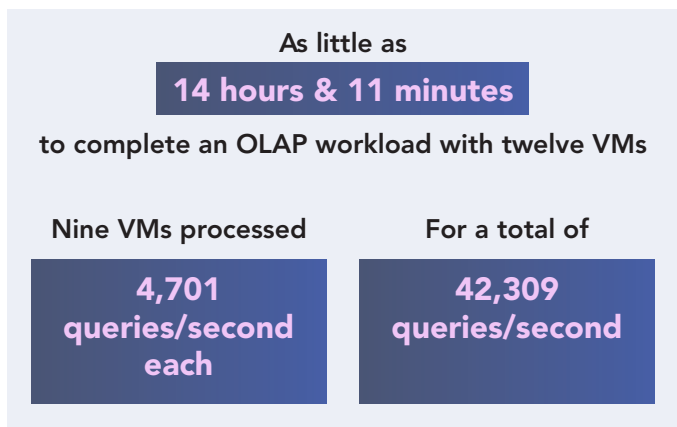 As little as
14 hours & 11 minutes
to complete an OLAP workload with twelve VMs
Nine VMs processed
4,701
queries/second
each
For a total of
42,309
queries/second